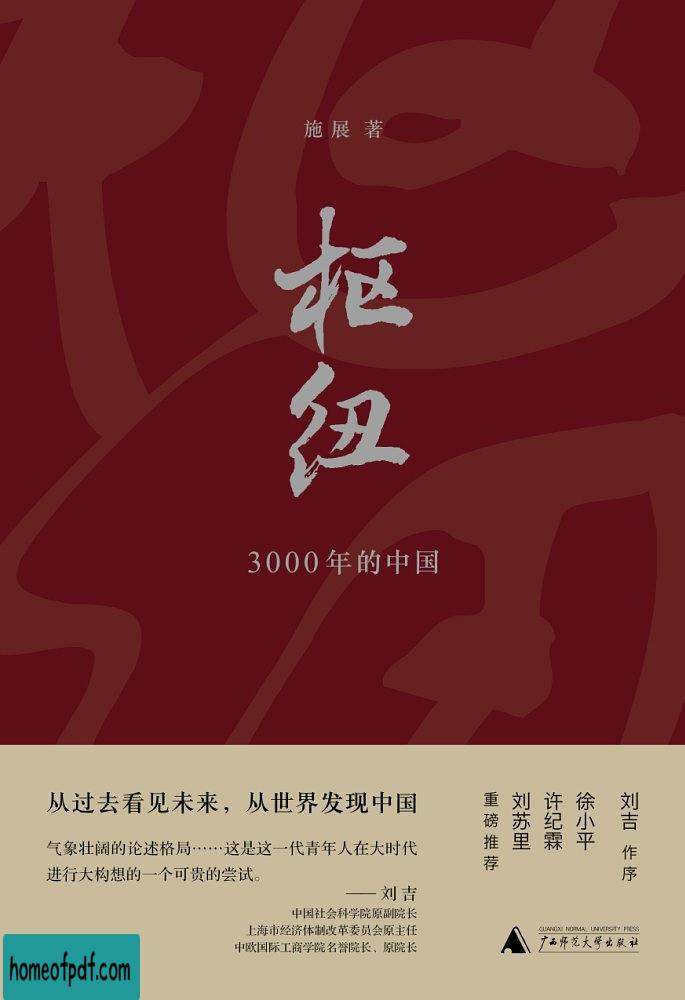 施展 著
枢纽
3000年的中国
从过去看见未来，从世界发现中国
气象壮阔的论述格局……这是这一代青年人在大时代
进行大构想的一个可贵的尝试。
——刘吉
中国社会科学院原副院长
上海市经济体制改革委员会原主任
中欧国际工商学院名誉院长、原院长
刘吉 作序
徐小平
许纪霖
刘苏里
重磅推荐
GUANGXI NORMAL UNIVERSITY PRESS
广西师范大学出版社
homeofpdf.com